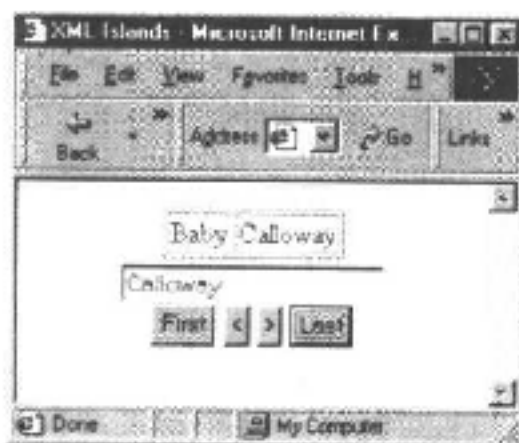 XML Islands - Microsoft Internet Ex...
File Edit View Favorites Tools H »
Back » Address Go Links »
Baby Calloway
Calloway
First < > Last
Done My Computer